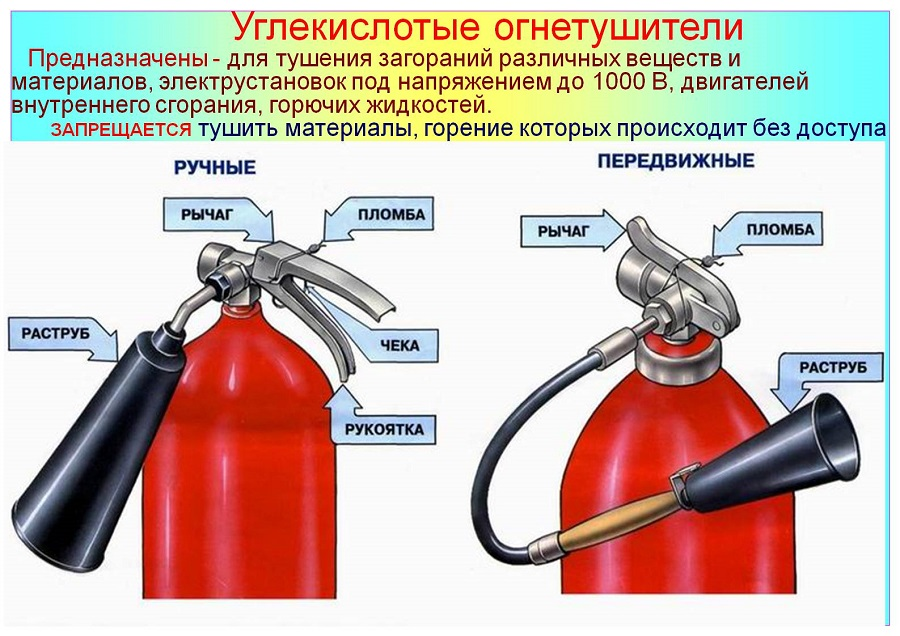 Углекислотые огнетушители
Предназначены - для тушения загораний различных веществ и
материалов, электрустановок под напряжением до 1000 В, двигателей
внутреннего сгорания, горючих жидкостей.
ЗАПРЕЩАЕТСЯ тушить материалы, горение которых происходит без доступа
РУЧНЫЕ
РЫЧАГ
ПЛОМБА
РАСТРУБ
ЧЕКА
РУКОЯТКА
ПЕРЕДВИЖНЫЕ
РЫЧАГ
ПЛОМБА
РАСТРУБ